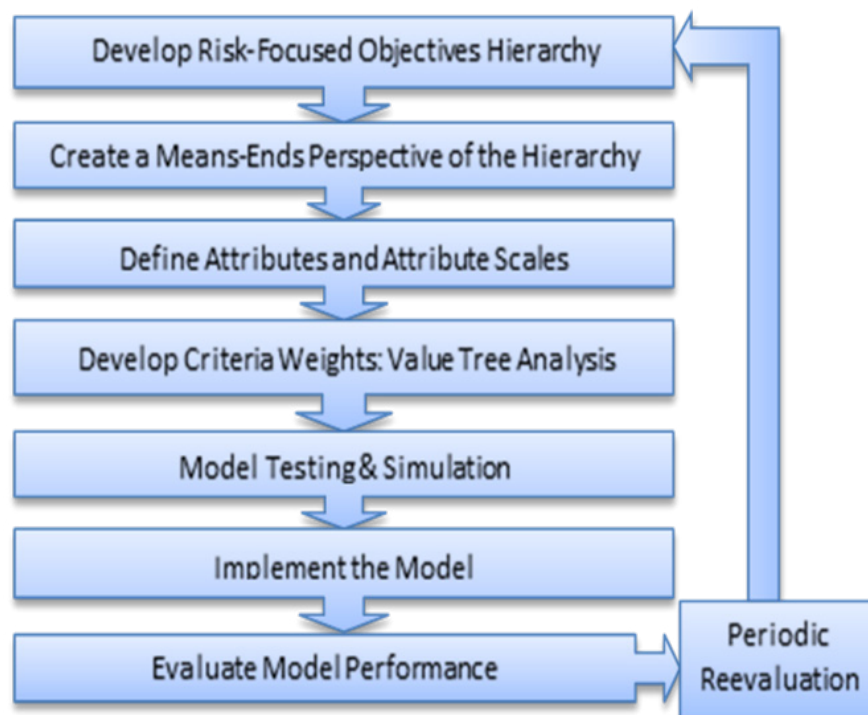 Develop Risk-Focused Objectives Hierarchy
Create a Means-Ends Perspective of the Hierarchy
Define Attributes and Attribute Scales
Develop Criteria Weights: Value Tree Analysis
Model Testing & Simulation
Implement the Model
Evaluate Model Performance
Periodic
Reevaluation